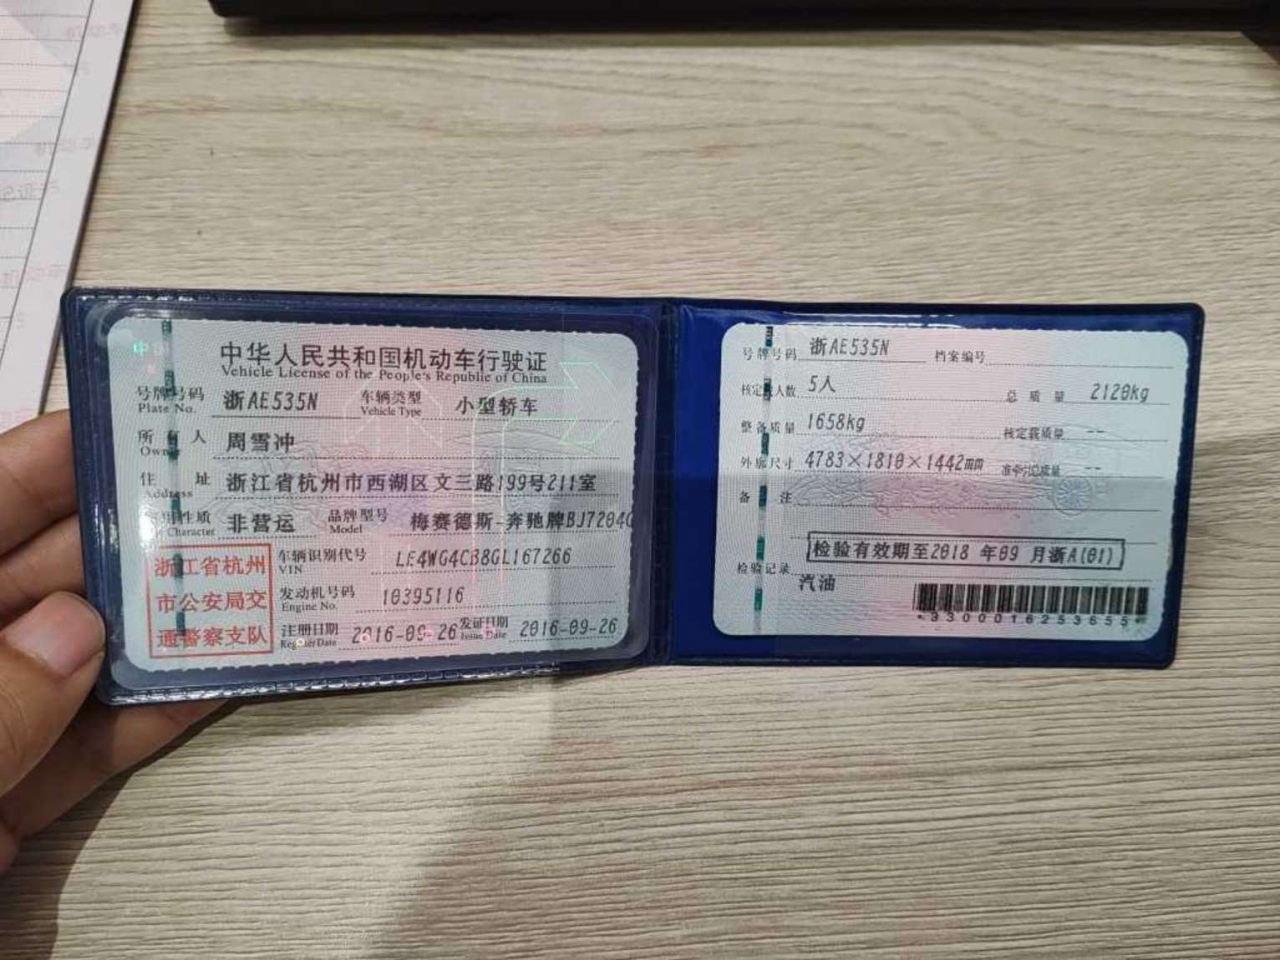 中华人民共和国机动车行驶证
Vehicle License of the People's Republic of China
号牌号码 浙AE535N 车辆类型 小型轿车
Plate No. Vehicle Type
所有人 周雪冲
Owner
住址 浙江省杭州市西湖区文三路199号211室
Address
用性质 非营运 品牌型号 梅赛德斯-奔驰牌BJ7204G
Character Model
浙江省杭州
市公安局交
通警察支队
车辆识别代号 LE4WG4CB8GL167266
VIN
发动机号码 10395116
Engine No.
注册日期 2016-09-26 发证日期 2016-09-26
Register Date Issue Date
号牌号码 浙AE535N 档案编号
核定人数 5人 总质量 2120kg
整备质量 1658kg 核定载质量 --
外廓尺寸 4783×1810×1442mm 准牵引总质量 --
备注
检验有效期至2018 年09 月浙A(01)
检验记录
汽油
*3300016253655*